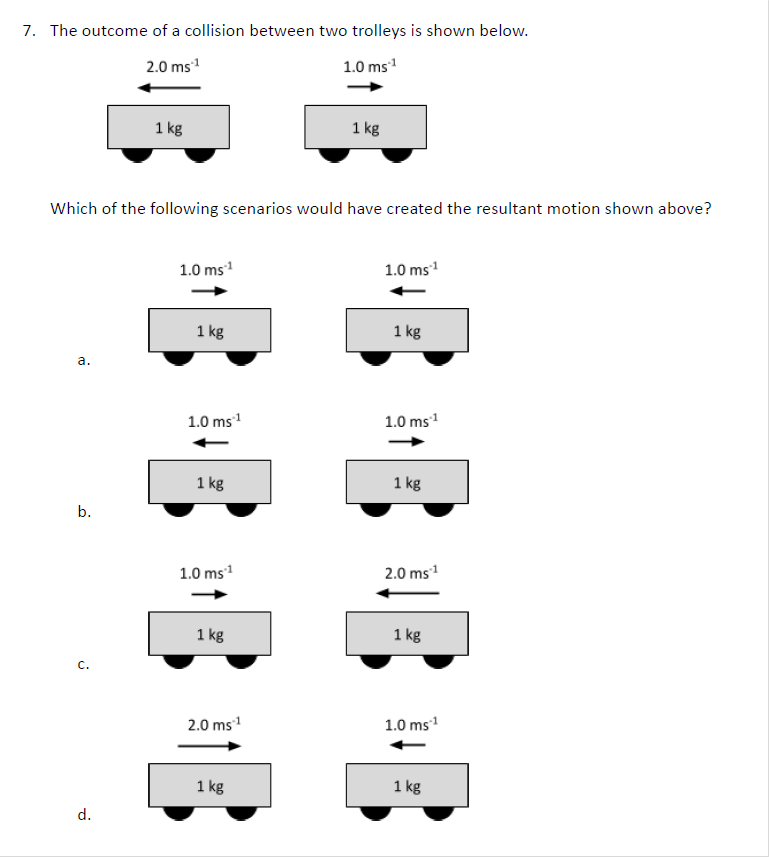 7. The outcome of a collision between two trolleys is shown below.
2.0 ms⁻¹ 1.0 ms⁻¹
1 kg 1 kg
Which of the following scenarios would have created the resultant motion shown above?
1.0 ms⁻¹ 1.0 ms⁻¹
1 kg 1 kg
a.
1.0 ms⁻¹ 1.0 ms⁻¹
1 kg 1 kg
b.
1.0 ms⁻¹ 2.0 ms⁻¹
1 kg 1 kg
c.
2.0 ms⁻¹ 1.0 ms⁻¹
1 kg 1 kg
d.